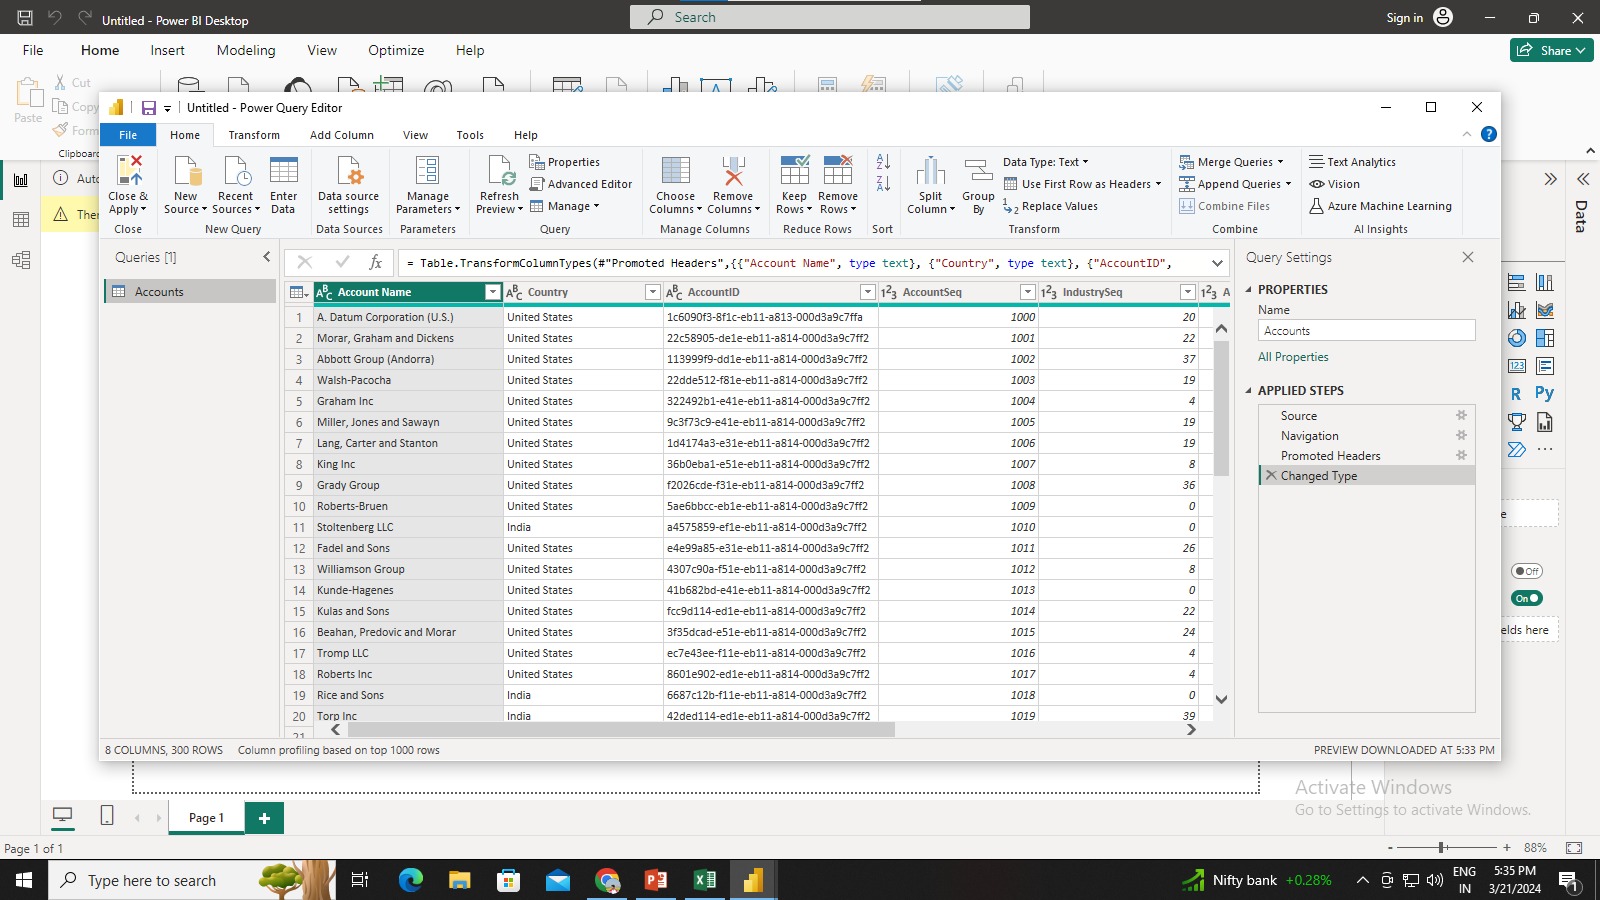 Untitled - Power BI Desktop
Search
Sign in
File Home Insert Modeling View Optimize Help
Share
Paste
Cut
Copy
Form
Clipboard
Auto
Ther
Untitled - Power Query Editor
File Home Transform Add Column View Tools Help
Close & Apply
Close
New Source
Recent Sources
Enter Data
New Query
Data source settings
Data Sources
Manage Parameters
Parameters
Refresh Preview
Properties
Advanced Editor
Manage
Query
Choose Columns
Remove Columns
Manage Columns
Keep Rows
Remove Rows
Reduce Rows
Sort
Split Column
Group By
Data Type: Text
Use First Row as Headers
Replace Values
Transform
Merge Queries
Append Queries
Combine Files
Combine
Text Analytics
Vision
Azure Machine Learning
AI Insights
Queries [1]
Accounts
= Table.TransformColumnTypes(#"Promoted Headers",{{"Account Name", type text}, {"Country", type text}, {"AccountID",
Account Name Country AccountID AccountSeq IndustrySeq A
1 A. Datum Corporation (U.S.) United States 1c6090f3-8f1c-eb11-a813-000d3a9c7ffa 1000 20
2 Morar, Graham and Dickens United States 22c58905-de1e-eb11-a814-000d3a9c7ff2 1001 22
3 Abbott Group (Andorra) United States 113999f9-dd1e-eb11-a814-000d3a9c7ff2 1002 37
4 Walsh-Pacocha United States 22dde512-f81e-eb11-a814-000d3a9c7ff2 1003 19
5 Graham Inc United States 322492b1-e41e-eb11-a814-000d3a9c7ff2 1004 4
6 Miller, Jones and Sawayn United States 9c3f73c9-e41e-eb11-a814-000d3a9c7ff2 1005 19
7 Lang, Carter and Stanton United States 1d4174a3-e31e-eb11-a814-000d3a9c7ff2 1006 19
8 King Inc United States 36b0eba1-e51e-eb11-a814-000d3a9c7ff2 1007 8
9 Grady Group United States f2026cde-f31e-eb11-a814-000d3a9c7ff2 1008 36
10 Roberts-Bruen United States 5ae6bbcc-eb1e-eb11-a814-000d3a9c7ff2 1009 0
11 Stoltenberg LLC India a4575859-ef1e-eb11-a814-000d3a9c7ff2 1010 0
12 Fadel and Sons United States e4e99a85-e31e-eb11-a814-000d3a9c7ff2 1011 26
13 Williamson Group United States 4307c90a-f51e-eb11-a814-000d3a9c7ff2 1012 8
14 Kunde-Hagenes United States 41b682bd-e41e-eb11-a814-000d3a9c7ff2 1013 0
15 Kulas and Sons United States fcc9d114-ed1e-eb11-a814-000d3a9c7ff2 1014 22
16 Beahan, Predovic and Morar United States 3f35dcad-e51e-eb11-a814-000d3a9c7ff2 1015 24
17 Tromp LLC United States ec7e43ee-f11e-eb11-a814-000d3a9c7ff2 1016 4
18 Roberts Inc United States 8601e902-ed1e-eb11-a814-000d3a9c7ff2 1017 4
19 Rice and Sons India 6687c12b-f11e-eb11-a814-000d3a9c7ff2 1018 0
20 Torp Inc India 42ded114-ed1e-eb11-a814-000d3a9c7ff2 1019 39
21
8 COLUMNS, 300 ROWS Column profiling based on top 1000 rows
PREVIEW DOWNLOADED AT 5:33 PM
Query Settings
PROPERTIES
Name
Accounts
All Properties
APPLIED STEPS
Source
Navigation
Promoted Headers
Changed Type
Data
R Py
123
e
Off
On
elds here
Activate Windows
Go to Settings to activate Windows.
Page 1
Page 1 of 1
88%
Type here to search
Nifty bank +0.28%
ENG
IN
5:35 PM
3/21/2024
1